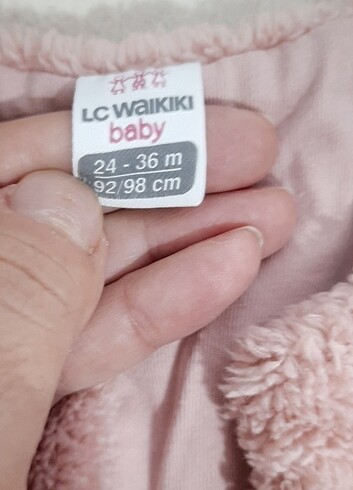 LC WAIKIKI
baby
24 - 36 m
92/98 cm